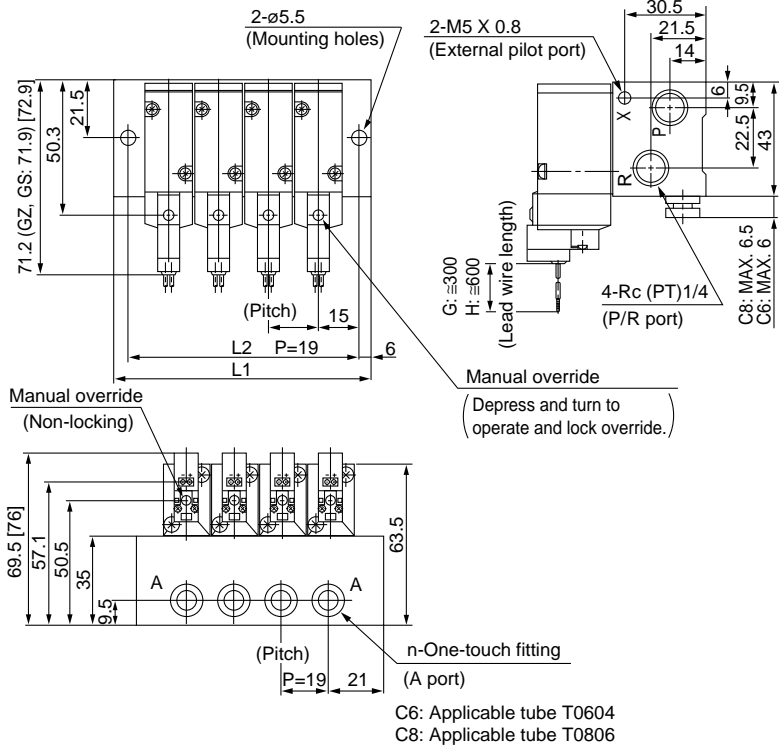 2-ø5.5
(Mounting holes)
21.5
50.3
71.2 (GZ, GS: 71.9) [72.9]
(Pitch)
15
L2 P=19
6
L1
2-M5 X 0.8
(External pilot port)
30.5
21.5
14
6
9.5
22.5
43
X
P
R
G: ≅300
H: ≅600
(Lead wire length)
4-Rc (PT)1/4
(P/R port)
C8: MAX. 6.5
C6: MAX. 6
Manual override
(Depress and turn to
operate and lock override.)
Manual override
(Non-locking)
69.5 [76]
57.1
50.5
35
9.5
63.5
A
A
(Pitch)
P=19
21
n-One-touch fitting
(A port)
C6: Applicable tube T0604
C8: Applicable tube T0806